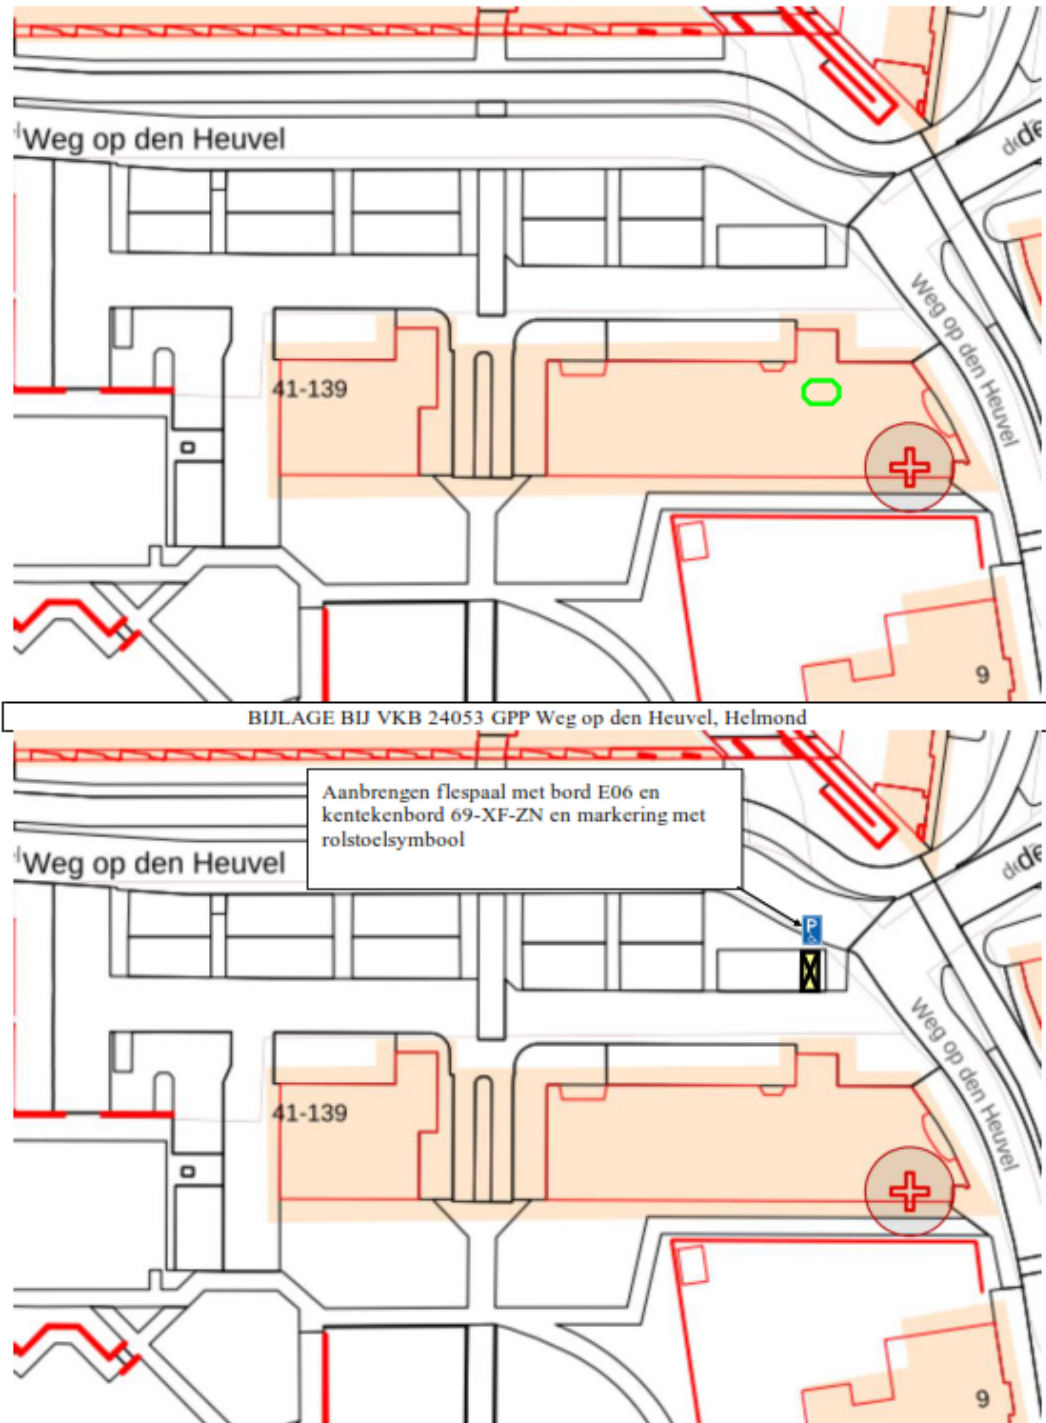 Weg op den Heuvel
de
Weg op den Heuvel
41-139
9
BIJLAGE BIJ VKB 24053 GPP Weg op den Heuvel, Helmond
Aanbrengen flespaal met bord E06 en
kentekenbord 69-XF-ZN en markering met
rolstoelsymbool
Weg op den Heuvel
P
de
Weg op den Heuvel
41-139
9